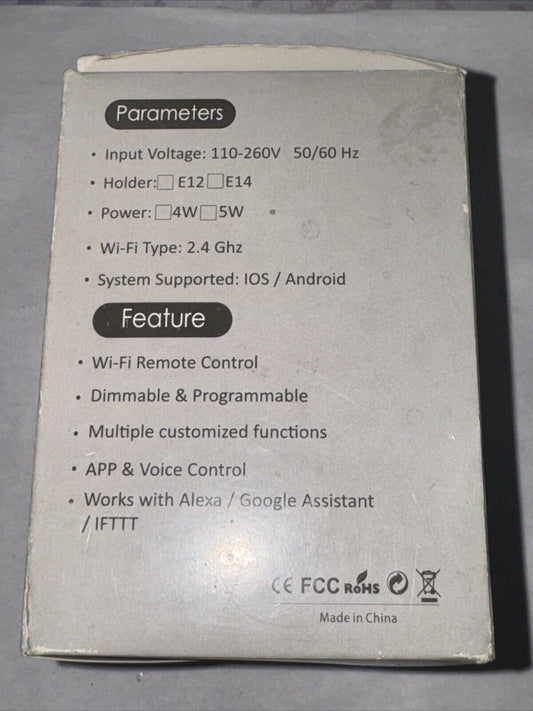 Parameters
• Input Voltage: 110-260V 50/60 Hz
• Holder:☐ E12☐E14
• Power:☐4W☐5W
• Wi-Fi Type: 2.4 Ghz
• System Supported: IOS / Android
Feature
• Wi-Fi Remote Control
• Dimmable & Programmable
• Multiple customized functions
• APP & Voice Control
• Works with Alexa / Google Assistant
/ IFTTT
CE FCC RoHS
Made in China